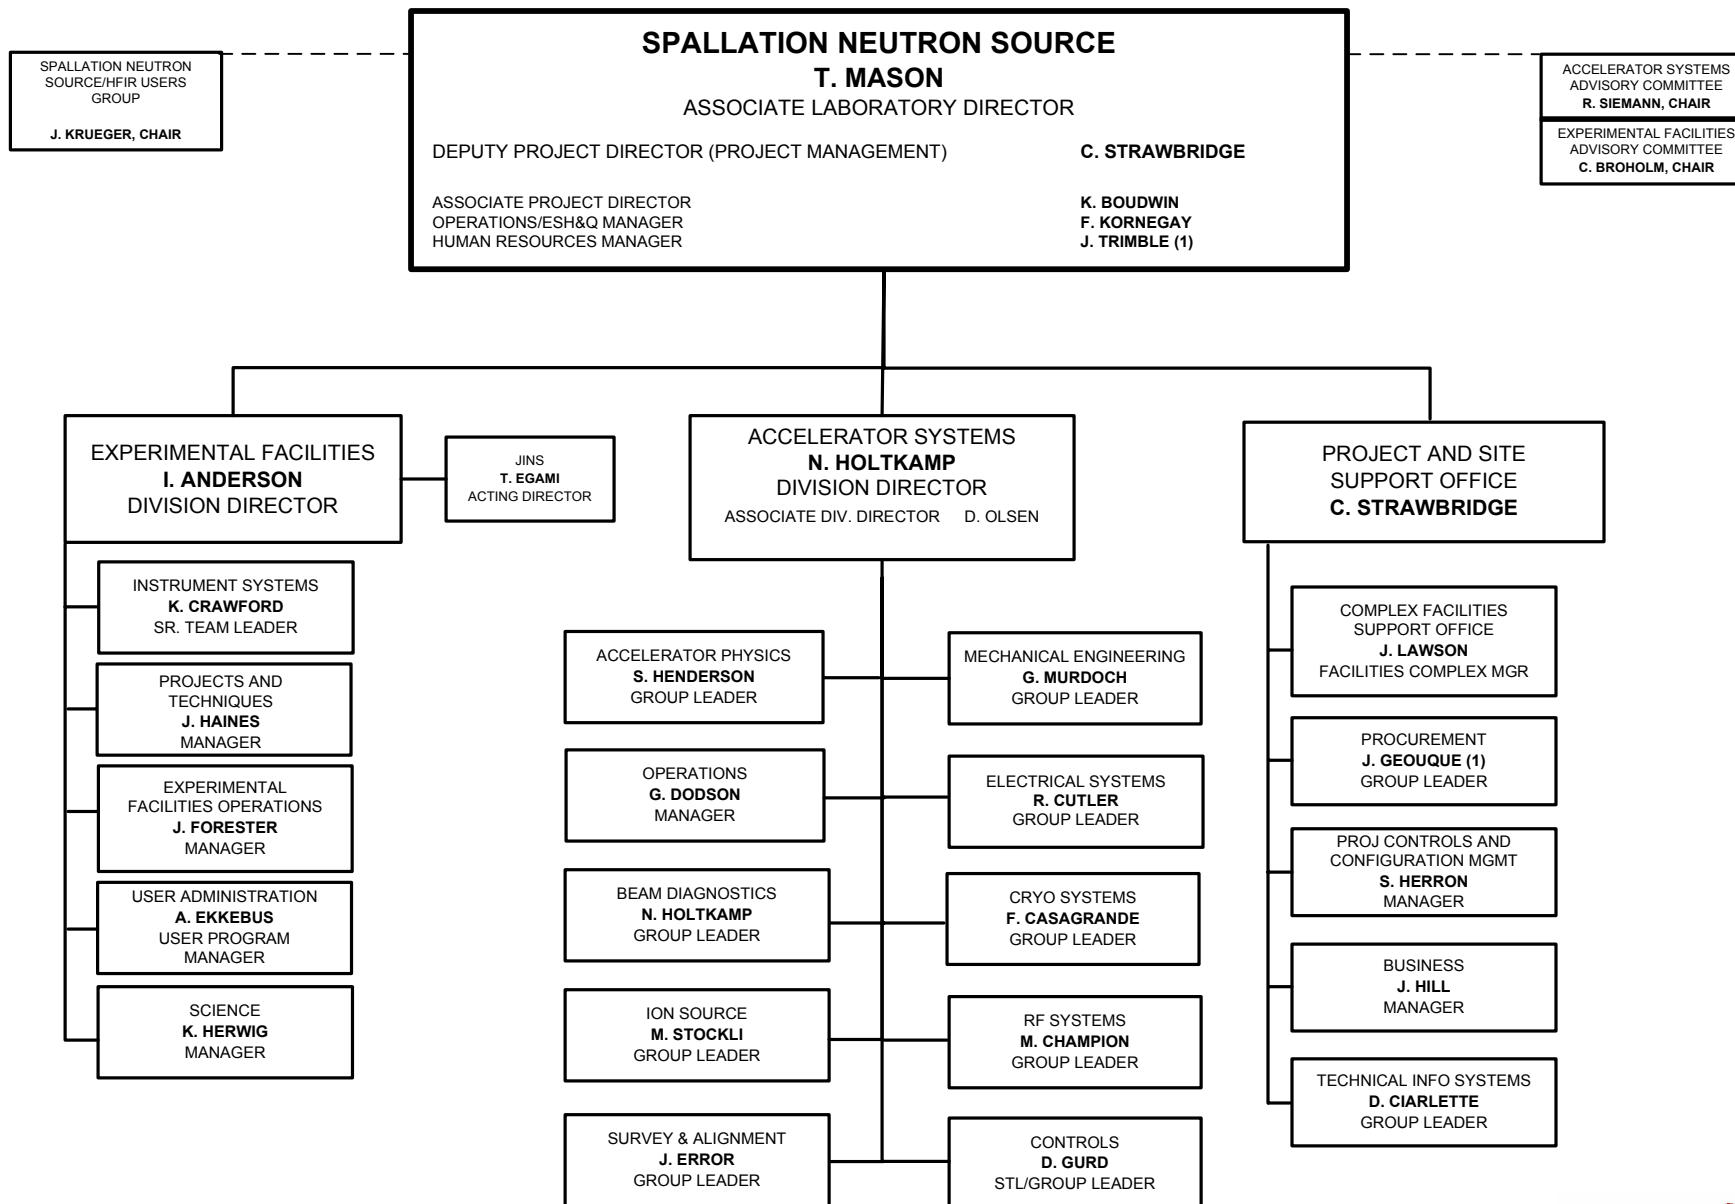 SPALLATION NEUTRON SOURCE
T. MASON
ASSOCIATE LABORATORY DIRECTOR
DEPUTY PROJECT DIRECTOR (PROJECT MANAGEMENT) C. STRAWBRIDGE
ASSOCIATE PROJECT DIRECTOR K. BOUDWIN
OPERATIONS/ESH&Q MANAGER F. KORNEGAY
HUMAN RESOURCES MANAGER J. TRIMBLE (1)
SPALLATION NEUTRON
SOURCE/HFIR USERS
GROUP
J. KRUEGER, CHAIR
ACCELERATOR SYSTEMS
ADVISORY COMMITTEE
R. SIEMANN, CHAIR
EXPERIMENTAL FACILITIES
ADVISORY COMMITTEE
C. BROHOLM, CHAIR
EXPERIMENTAL FACILITIES
I. ANDERSON
DIVISION DIRECTOR
JINS
T. EGAMI
ACTING DIRECTOR
INSTRUMENT SYSTEMS
K. CRAWFORD
SR. TEAM LEADER
PROJECTS AND
TECHNIQUES
J. HAINES
MANAGER
EXPERIMENTAL
FACILITIES OPERATIONS
J. FORESTER
MANAGER
USER ADMINISTRATION
A. EKKEBUS
USER PROGRAM
MANAGER
SCIENCE
K. HERWIG
MANAGER
ACCELERATOR SYSTEMS
N. HOLTKAMP
DIVISION DIRECTOR
ASSOCIATE DIV. DIRECTOR D. OLSEN
ACCELERATOR PHYSICS
S. HENDERSON
GROUP LEADER
OPERATIONS
G. DODSON
MANAGER
BEAM DIAGNOSTICS
N. HOLTKAMP
GROUP LEADER
ION SOURCE
M. STOCKLI
GROUP LEADER
SURVEY & ALIGNMENT
J. ERROR
GROUP LEADER
MECHANICAL ENGINEERING
G. MURDOCH
GROUP LEADER
ELECTRICAL SYSTEMS
R. CUTLER
GROUP LEADER
CRYO SYSTEMS
F. CASAGRANDE
GROUP LEADER
RF SYSTEMS
M. CHAMPION
GROUP LEADER
CONTROLS
D. GURD
STL/GROUP LEADER
PROJECT AND SITE
SUPPORT OFFICE
C. STRAWBRIDGE
COMPLEX FACILITIES
SUPPORT OFFICE
J. LAWSON
FACILITIES COMPLEX MGR
PROCUREMENT
J. GEOUQUE (1)
GROUP LEADER
PROJ CONTROLS AND
CONFIGURATION MGMT
S. HERRON
MANAGER
BUSINESS
J. HILL
MANAGER
TECHNICAL INFO SYSTEMS
D. CIARLETTE
GROUP LEADER